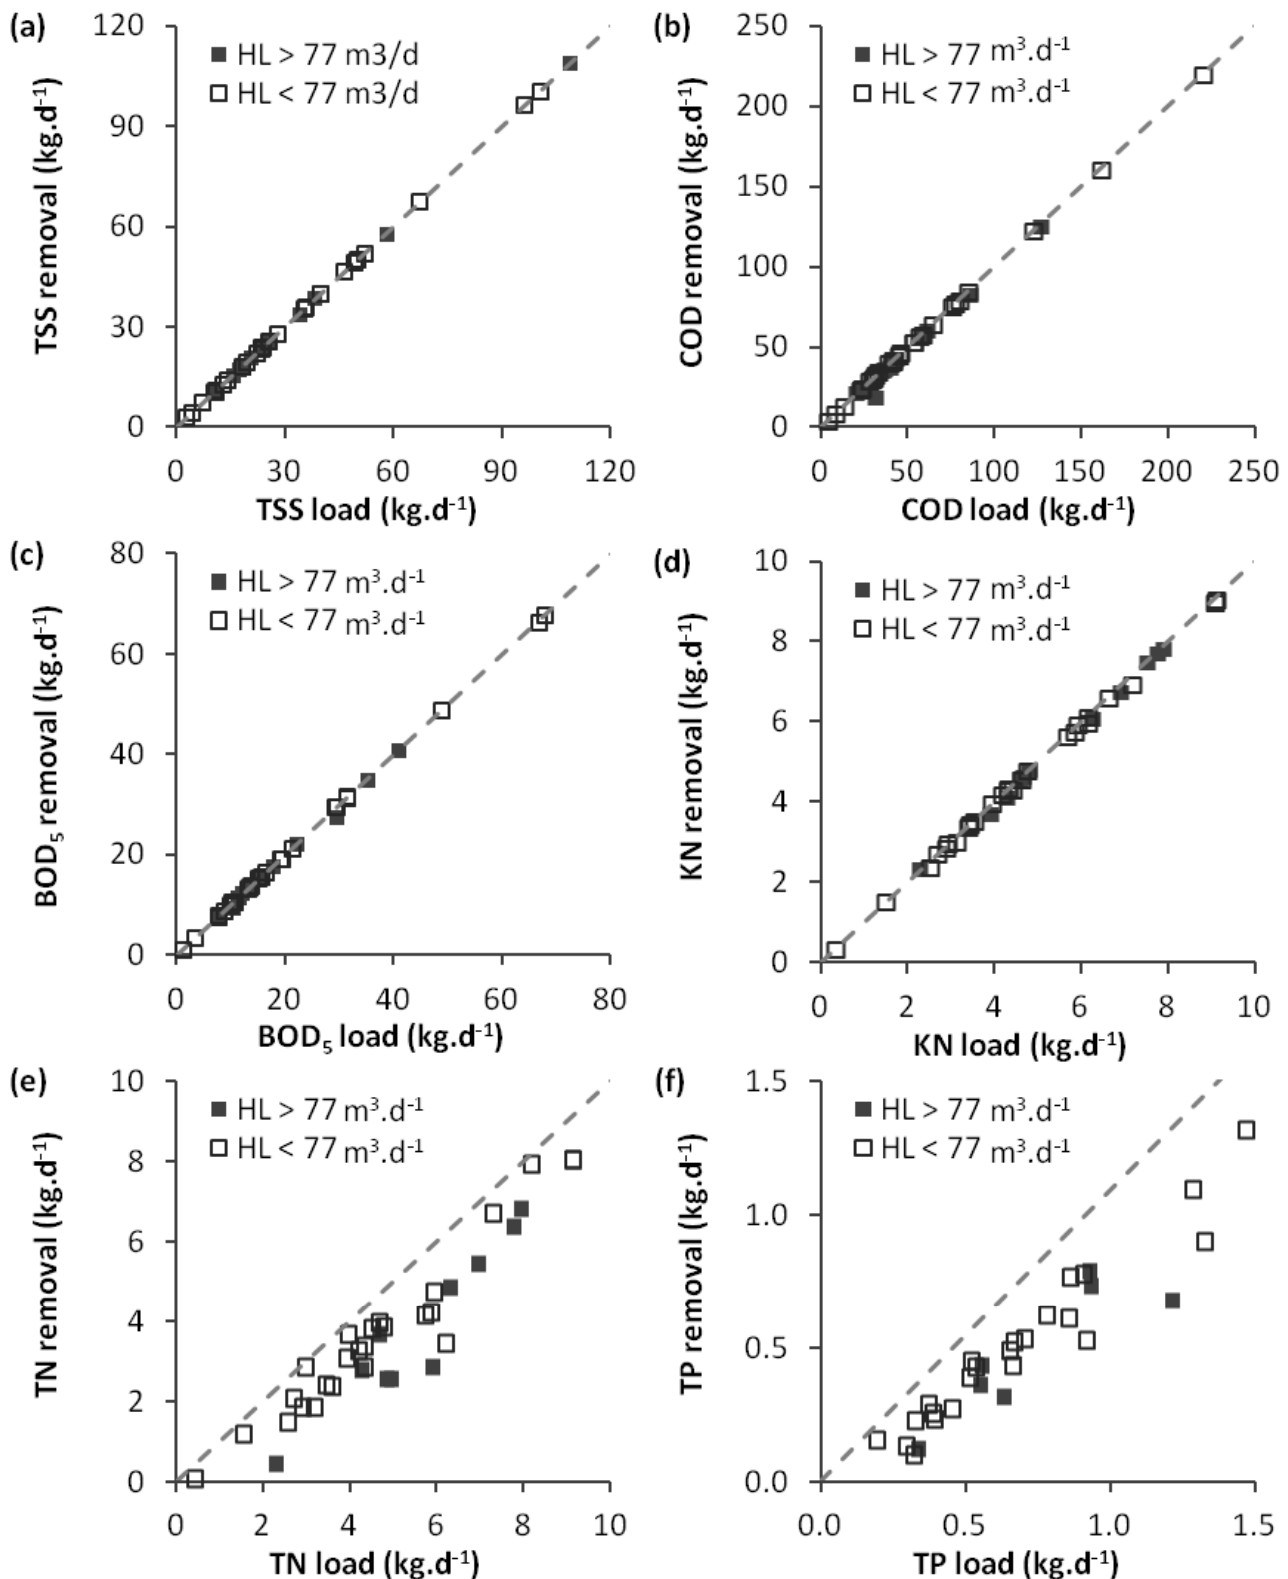 (a)
120
90
60
30
0
TSS removal (kg.d⁻¹)
■ HL > 77 m3/d
□ HL < 77 m3/d
0 30 60 90 120
TSS load (kg.d⁻¹)
(b)
250
200
150
100
50
0
COD removal (kg.d⁻¹)
■ HL > 77 m³.d⁻¹
□ HL < 77 m³.d⁻¹
0 50 100 150 200 250
COD load (kg.d⁻¹)
(c)
80
60
40
20
0
BOD₅ removal (kg.d⁻¹)
■ HL > 77 m³.d⁻¹
□ HL < 77 m³.d⁻¹
0 20 40 60 80
BOD₅ load (kg.d⁻¹)
(d)
10
8
6
4
2
0
KN removal (kg.d⁻¹)
■ HL > 77 m³.d⁻¹
□ HL < 77 m³.d⁻¹
0 2 4 6 8 10
KN load (kg.d⁻¹)
(e)
10
8
6
4
2
0
TN removal (kg.d⁻¹)
■ HL > 77 m³.d⁻¹
□ HL < 77 m³.d⁻¹
0 2 4 6 8 10
TN load (kg.d⁻¹)
(f)
1.5
1.0
0.5
0.0
TP removal (kg.d⁻¹)
■ HL > 77 m³.d⁻¹
□ HL < 77 m³.d⁻¹
0.0 0.5 1.0 1.5
TP load (kg.d⁻¹)